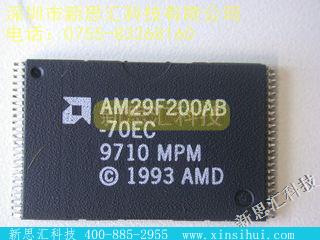 深圳市新思汇科技有限公司
电话：0755-83268160
AM29F200AB
-70EC
9710 MPM
© 1993 AMD
新思汇科技
新思汇科技 400-885-2955 www.xinsihui.com